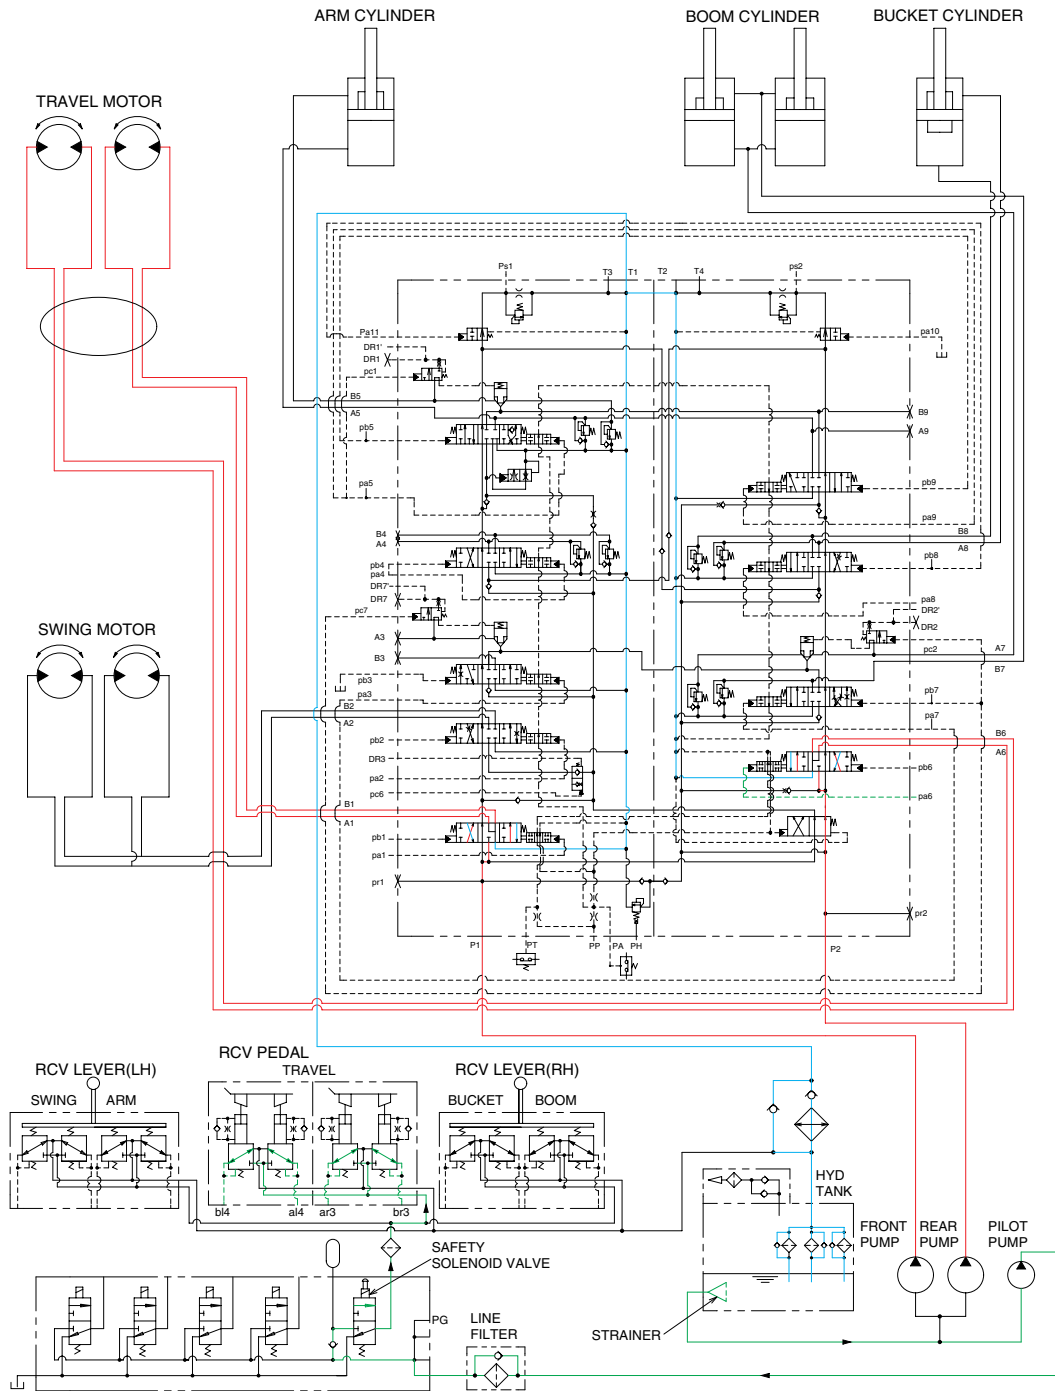 ARM CYLINDER
BOOM CYLINDER
BUCKET CYLINDER
TRAVEL MOTOR
Ps1
T3
T1
T2
T4
ps2
Pa11
pa10
DR1'
DR1
pc1
B5
A5
B9
A9
pb5
pa5
pb9
pa9
B4
A4
B8
A8
pb4
pa4
pb8
DR7'
DR7
pa8
DR2'
pc7
DR2
SWING MOTOR
A3
B3
pc2
A7
B7
pb3
pa3
pb7
B2
A2
pa7
pb2
B6
A6
DR3
pb6
pa2
pc6
pa6
B1
A1
pb1
pa1
pr1
pr2
P1
PT
PP
PA
PH
P2
RCV LEVER(LH)
SWING
ARM
RCV PEDAL
TRAVEL
RCV LEVER(RH)
BUCKET
BOOM
bl4
al4
ar3
br3
HYD
TANK
FRONT
PUMP
REAR
PUMP
PILOT
PUMP
SAFETY
SOLENOID VALVE
PG
LINE
FILTER
STRAINER